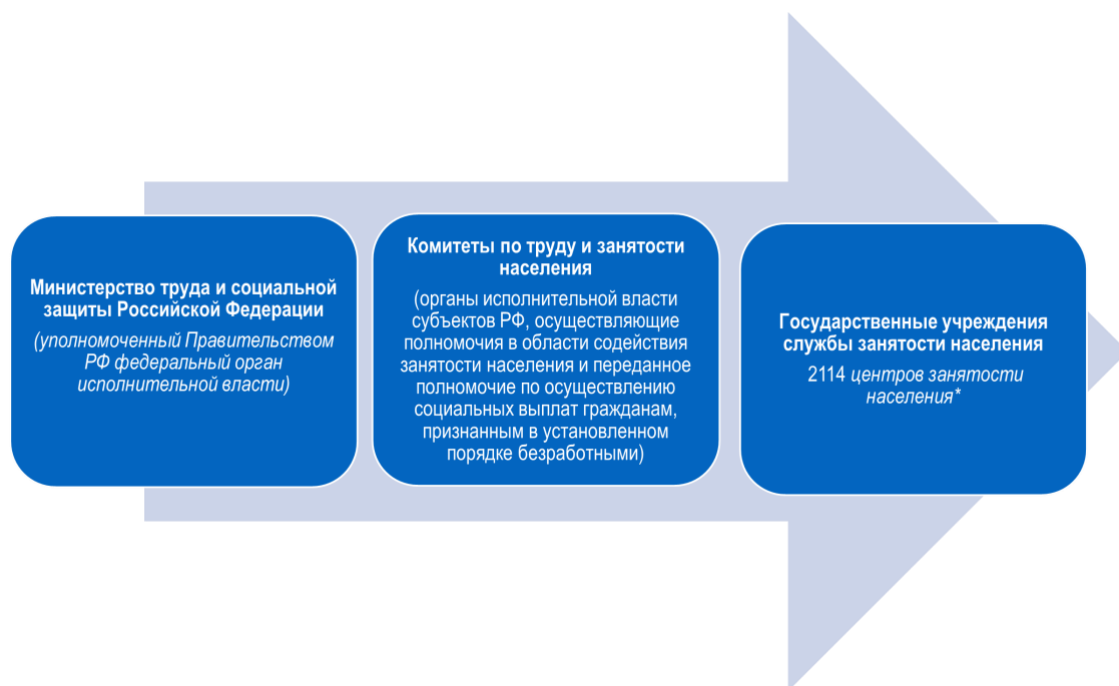 Министерство труда и социальной
защиты Российской Федерации
(уполномоченный Правительством
РФ федеральный орган
исполнительной власти)
Комитеты по труду и занятости
населения
(органы исполнительной власти
субъектов РФ, осуществляющие
полномочия в области содействия
занятости населения и переданное
полномочие по осуществлению
социальных выплат гражданам,
признанным в установленном
порядке безработными)
Государственные учреждения
службы занятости населения
2114 центров занятости
населения*